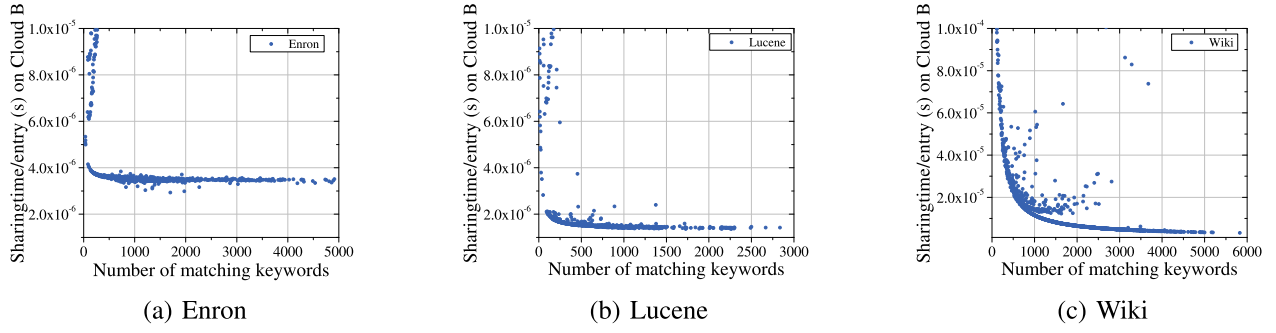 Sharingtime/entry (s) on Cloud B
1.0x10⁻⁵
8.0x10⁻⁶
6.0x10⁻⁶
4.0x10⁻⁶
2.0x10⁻⁶
Enron
0 1000 2000 3000 4000 5000
Number of matching keywords
(a) Enron
Sharingtime/entry (s) on Cloud B
1.0x10⁻⁵
8.0x10⁻⁶
6.0x10⁻⁶
4.0x10⁻⁶
2.0x10⁻⁶
Lucene
0 500 1000 1500 2000 2500 3000
Number of matching keywords
(b) Lucene
Sharingtime/entry (s) on Cloud B
1.0x10⁻⁴
8.0x10⁻⁵
6.0x10⁻⁵
4.0x10⁻⁵
2.0x10⁻⁵
Wiki
0 1000 2000 3000 4000 5000 6000
Number of matching keywords
(c) Wiki